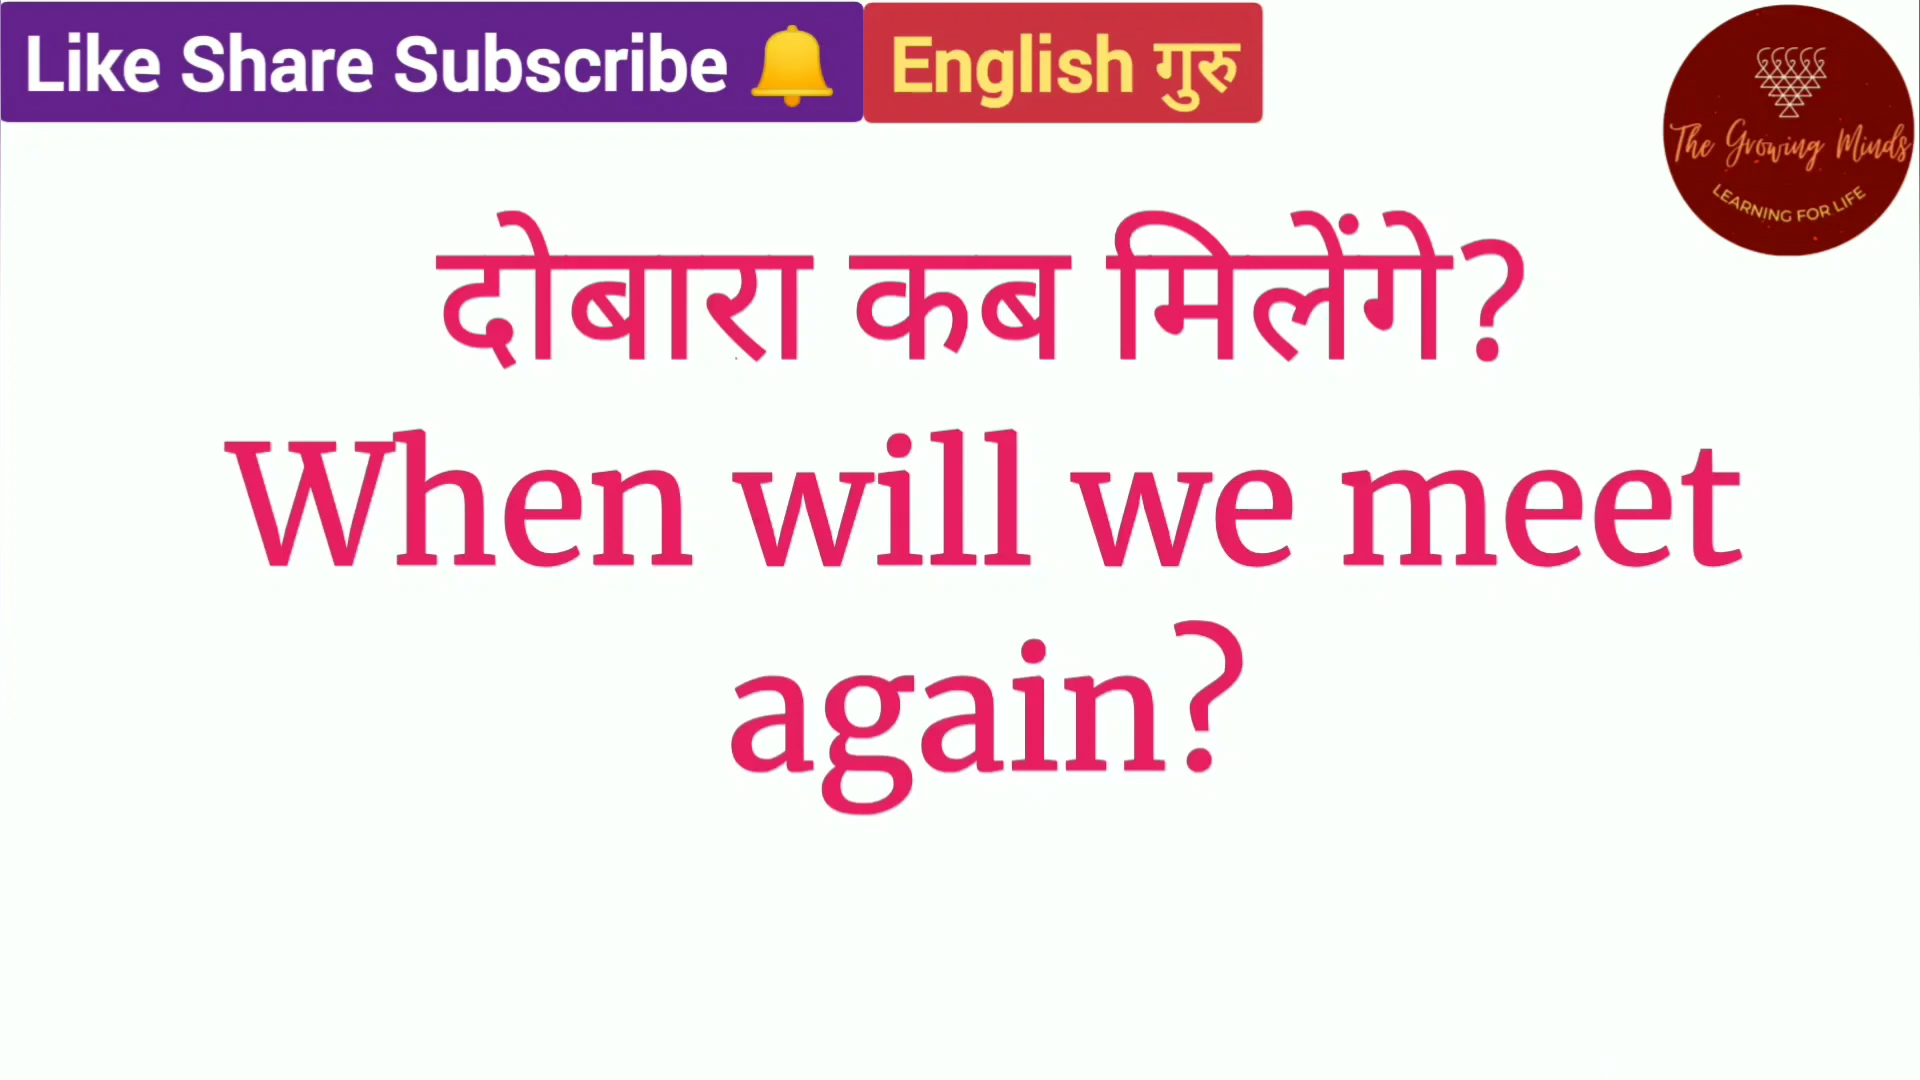 Like Share Subscribe 🔔 English गुरु
The Growing Minds
LEARNING FOR LIFE
दोबारा कब मिलेंगे?
When will we meet
again?